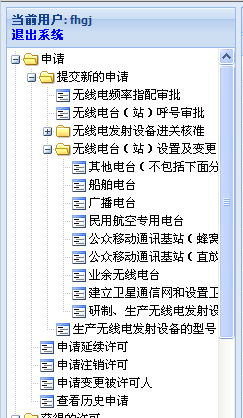 当前用户: fhgj
退出系统
申请
提交新的申请
无线电频率指配审批
无线电台（站）呼号审批
无线电发射设备进关核准
无线电台（站）设置及变更
其他电台（不包括下面分
船舶电台
广播电台
民用航空专用电台
公众移动通讯基站（蜂窝
公众移动通讯基站（直放
业余无线电台
建立卫星通信网和设置卫
研制、生产无线电发射设
生产无线电发射设备的型号
申请延续许可
申请注销许可
申请变更被许可人
查看历史申请
获得的许可